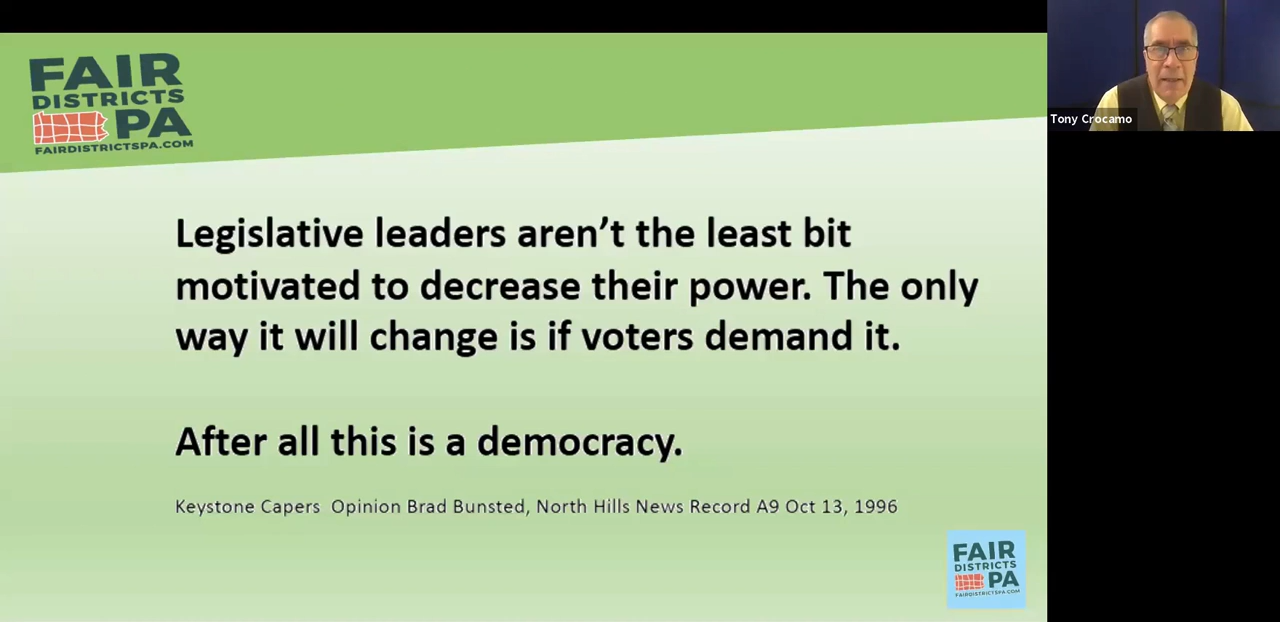 FAIR
DISTRICTS
PA
FAIRDISTRICTSPA.COM
Tony Crocamo
Legislative leaders aren’t the least bit
motivated to decrease their power. The only
way it will change is if voters demand it.
After all this is a democracy.
Keystone Capers  Opinion Brad Bunsted, North Hills News Record A9 Oct 13, 1996
FAIR
DISTRICTS
PA
FAIRDISTRICTSPA.COM